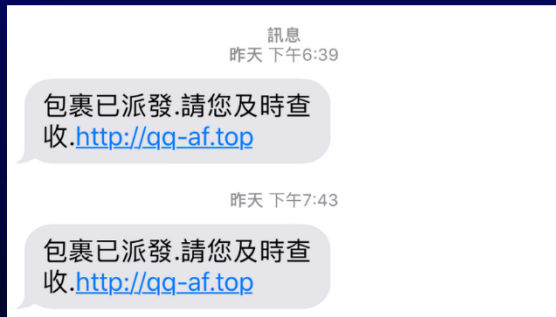 訊息
昨天 下午6:39
包裹已派發.請您及時查
收.http://qq-af.top
昨天 下午7:43
包裹已派發.請您及時查
收.http://qq-af.top